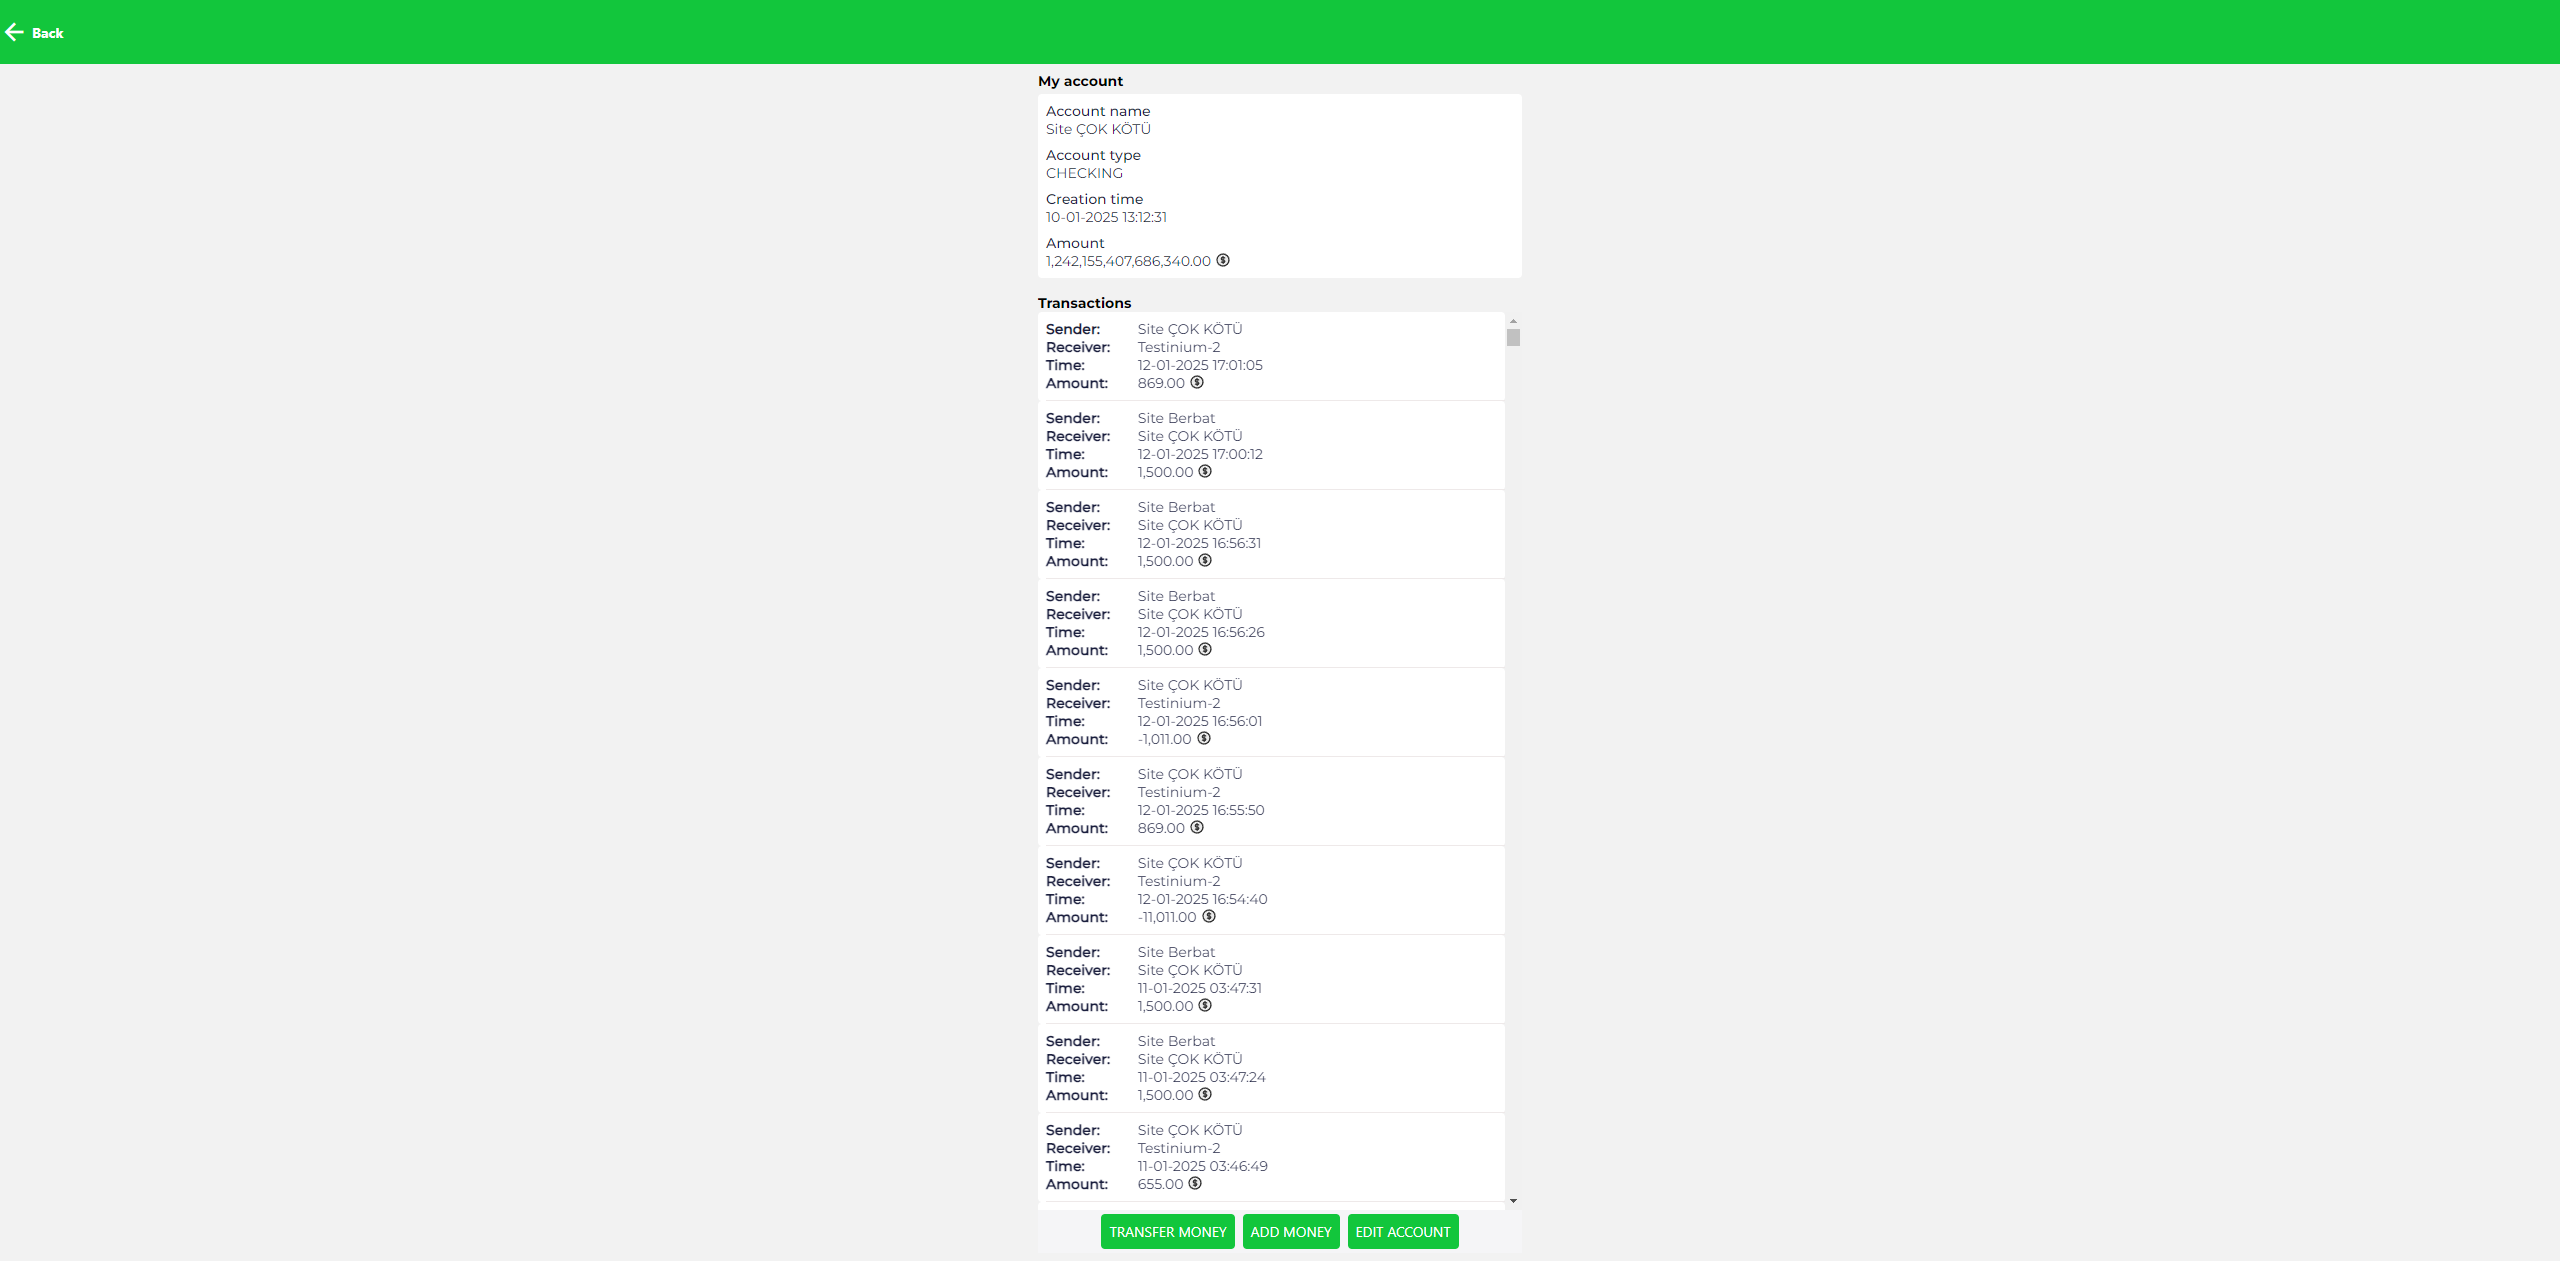 Back
My account
Account name
Site ÇOK KÖTÜ
Account type
CHECKING
Creation time
10-01-2025 13:12:31
Amount
1,242,155,407,686,340.00
Transactions
Sender: Site ÇOK KÖTÜ
Receiver: Testinium-2
Time: 12-01-2025 17:01:05
Amount: 869.00
Sender: Site Berbat
Receiver: Site ÇOK KÖTÜ
Time: 12-01-2025 17:00:12
Amount: 1,500.00
Sender: Site Berbat
Receiver: Site ÇOK KÖTÜ
Time: 12-01-2025 16:56:31
Amount: 1,500.00
Sender: Site Berbat
Receiver: Site ÇOK KÖTÜ
Time: 12-01-2025 16:56:26
Amount: 1,500.00
Sender: Site ÇOK KÖTÜ
Receiver: Testinium-2
Time: 12-01-2025 16:56:01
Amount: -1,011.00
Sender: Site ÇOK KÖTÜ
Receiver: Testinium-2
Time: 12-01-2025 16:55:50
Amount: 869.00
Sender: Site ÇOK KÖTÜ
Receiver: Testinium-2
Time: 12-01-2025 16:54:40
Amount: -11,011.00
Sender: Site Berbat
Receiver: Site ÇOK KÖTÜ
Time: 11-01-2025 03:47:31
Amount: 1,500.00
Sender: Site Berbat
Receiver: Site ÇOK KÖTÜ
Time: 11-01-2025 03:47:24
Amount: 1,500.00
Sender: Site ÇOK KÖTÜ
Receiver: Testinium-2
Time: 11-01-2025 03:46:49
Amount: 655.00
TRANSFER MONEY ADD MONEY EDIT ACCOUNT